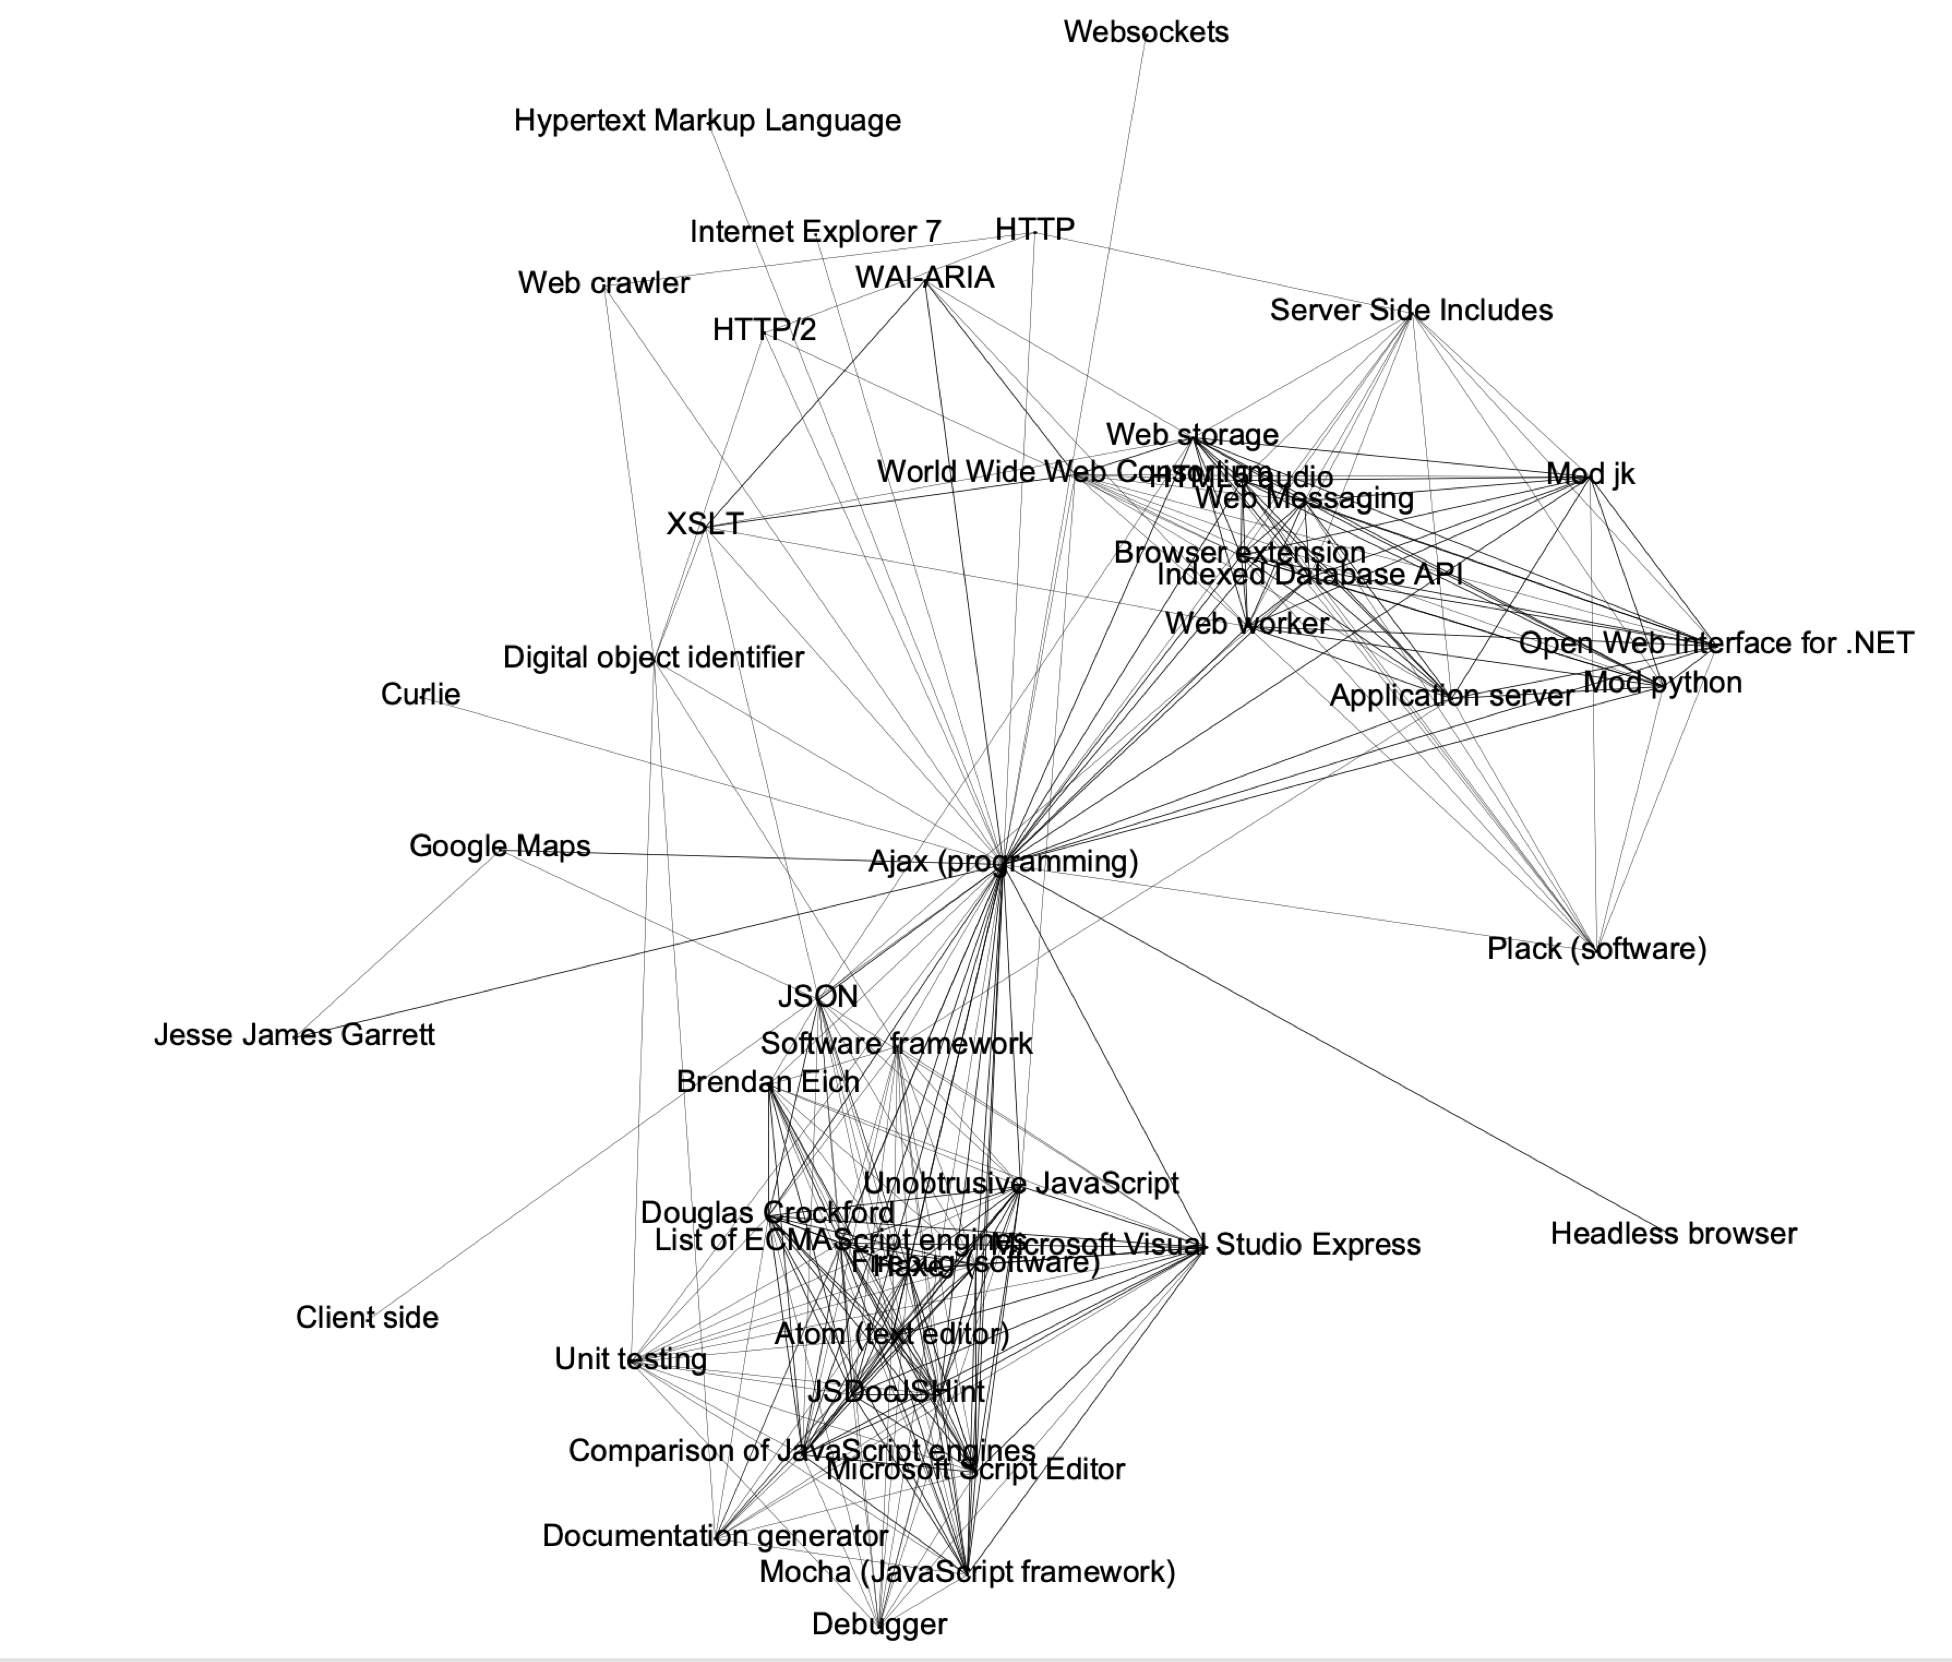 Websockets
Hypertext Markup Language
Internet Explorer 7
HTTP
Web crawler
WAI-ARIA
HTTP/2
Server Side Includes
Web storage
World Wide Web Consortium
HTML5 audio
Mod jk
Web Messaging
XSLT
Browser extension
Indexed Database API
Web worker
Open Web Interface for .NET
Digital object identifier
Mod python
Curlie
Application server
Google Maps
Ajax (programming)
Plack (software)
JSON
Jesse James Garrett
Software framework
Brendan Eich
Unobtrusive JavaScript
Douglas Crockford
Headless browser
List of ECMAScript engines
Microsoft Visual Studio Express
Firebug (software)
Haxe
Client side
Atom (text editor)
Unit testing
JSDoc
JSHint
Comparison of JavaScript engines
Microsoft Script Editor
Documentation generator
Mocha (JavaScript framework)
Debugger